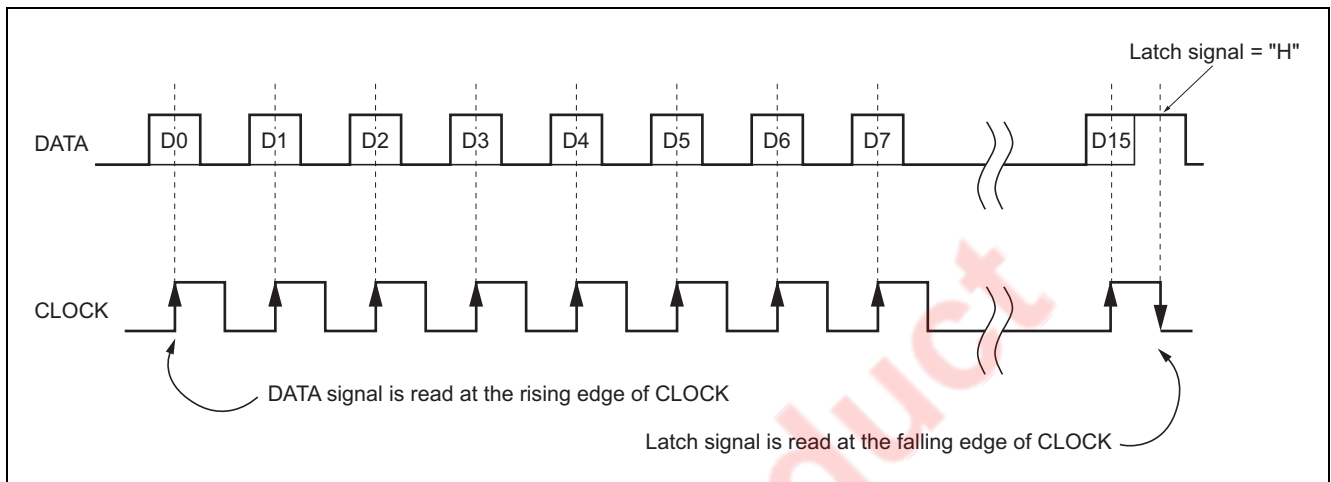 Latch signal = "H"
DATA D0 D1 D2 D3 D4 D5 D6 D7 D15
CLOCK
DATA signal is read at the rising edge of CLOCK
Latch signal is read at the falling edge of CLOCK
duct